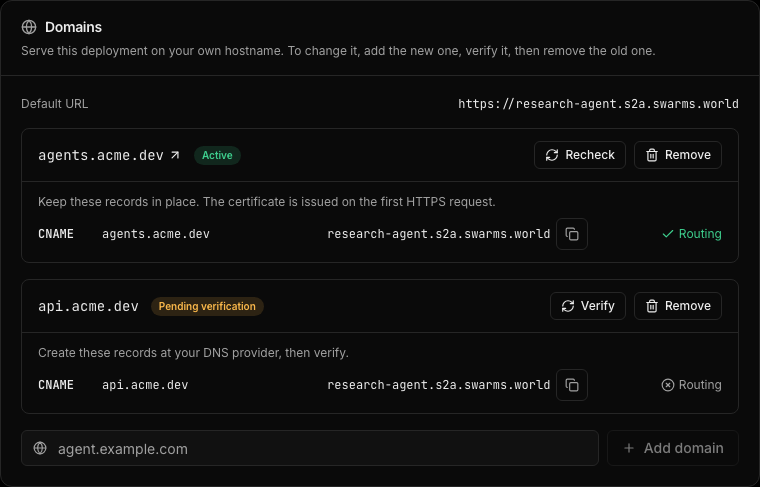 Domains
Serve this deployment on your own hostname. To change it, add the new one, verify it, then remove the old one.
Default URL https://research-agent.s2a.swarms.world
agents.acme.dev Active Recheck Remove
Keep these records in place. The certificate is issued on the first HTTPS request.
CNAME agents.acme.dev research-agent.s2a.swarms.world Routing
api.acme.dev Pending verification Verify Remove
Create these records at your DNS provider, then verify.
CNAME api.acme.dev research-agent.s2a.swarms.world Routing
agent.example.com Add domain